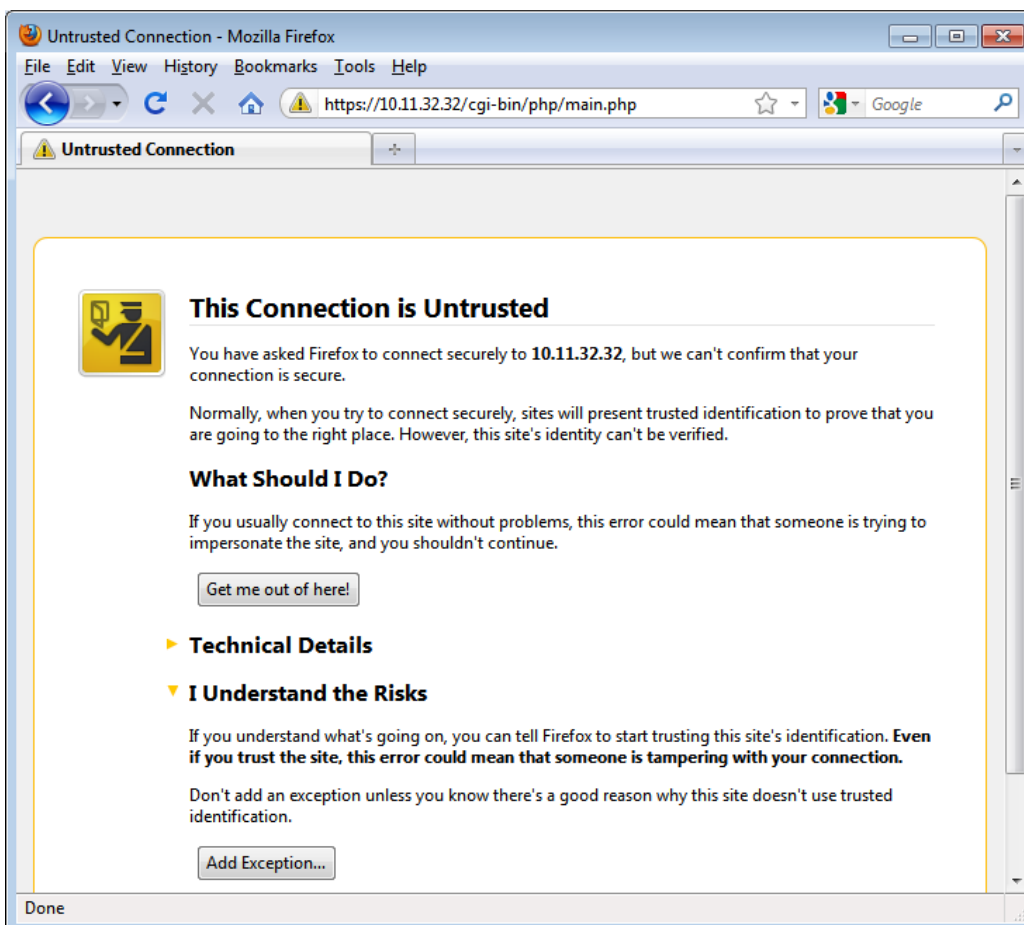 Untrusted Connection - Mozilla Firefox
File Edit View History Bookmarks Tools Help
https://10.11.32.32/cgi-bin/php/main.php Google
Untrusted Connection
This Connection is Untrusted
You have asked Firefox to connect securely to 10.11.32.32, but we can't confirm that your
connection is secure.
Normally, when you try to connect securely, sites will present trusted identification to prove that you
are going to the right place. However, this site's identity can't be verified.
What Should I Do?
If you usually connect to this site without problems, this error could mean that someone is trying to
impersonate the site, and you shouldn't continue.
Get me out of here!
Technical Details
I Understand the Risks
If you understand what's going on, you can tell Firefox to start trusting this site's identification. Even
if you trust the site, this error could mean that someone is tampering with your connection.
Don't add an exception unless you know there's a good reason why this site doesn't use trusted
identification.
Add Exception...
Done